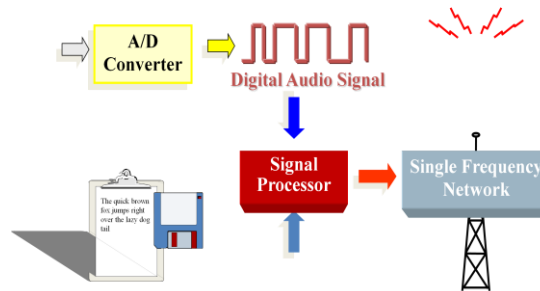 A/D
Converter
Digital Audio Signal
Signal
Processor
Single Frequency
Network
The quick brown
fox jumps right
over the lazy dog
tail